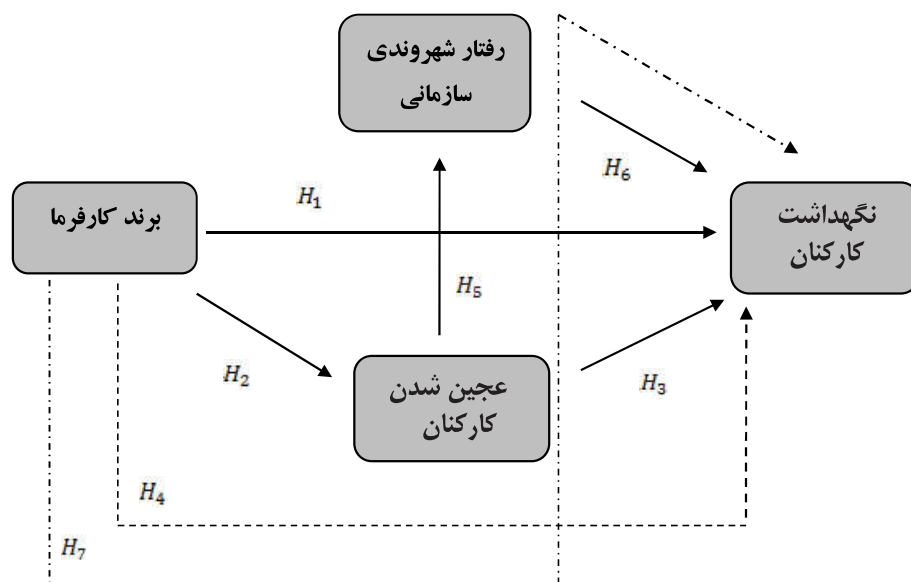 رفتار شهروندی
سازمانی
H₆
H₁
برند کارفرما
نگهداشت
کارکنان
H₅
H₂
عجین شدن
کارکنان
H₃
H₄
H₇